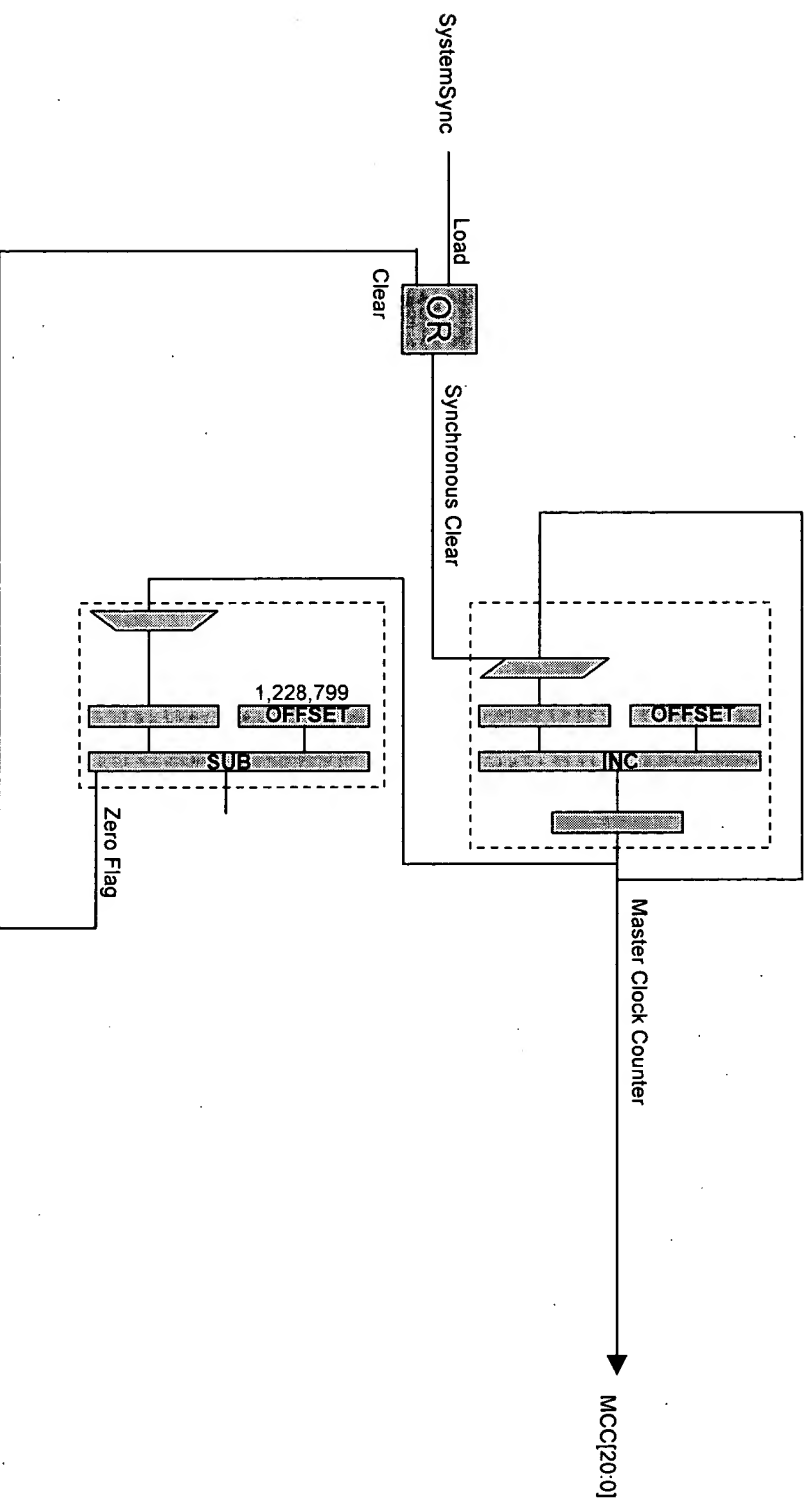 SystemSync
Load
OR
Clear
Synchronous Clear
OFFSET
INC
Master Clock Counter
MCC[20:0]
1,228,799
OFFSET
SUB
Zero Flag